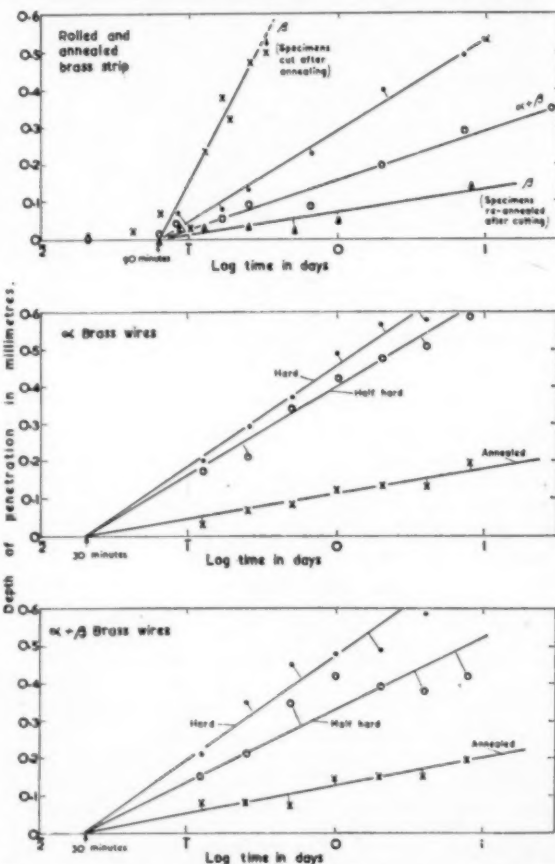 Rolled and
annealed
brass strip
β
(Specimens
cut after
annealing)
α+β
β
(Specimens
re-annealed
after cutting)
0·6
0·5
0·4
0·3
0·2
0·1
0
2̄
90 minutes
1̄
0
1
Log time in days
Depth of penetration in millimetres.
α Brass wires
Hard
Half hard
Annealed
0·6
0·5
0·4
0·3
0·2
0·1
0
2̄
30 minutes
1̄
0
1
Log time in days
α+β Brass wires
Hard
Half hard
Annealed
0·6
0·5
0·4
0·3
0·2
0·1
0
2̄
30 minutes
1̄
0
1
Log time in days